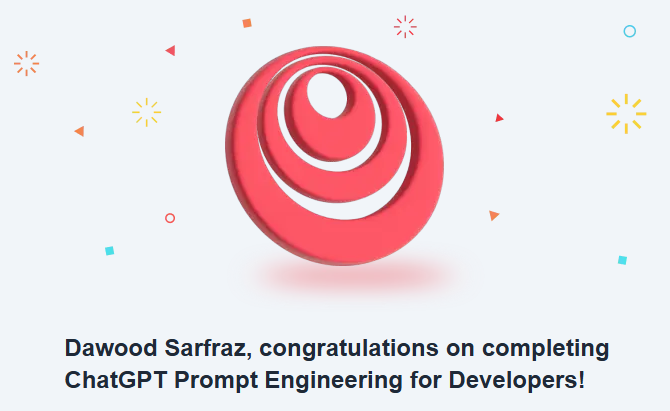 Dawood Sarfraz, congratulations on completing
ChatGPT Prompt Engineering for Developers!